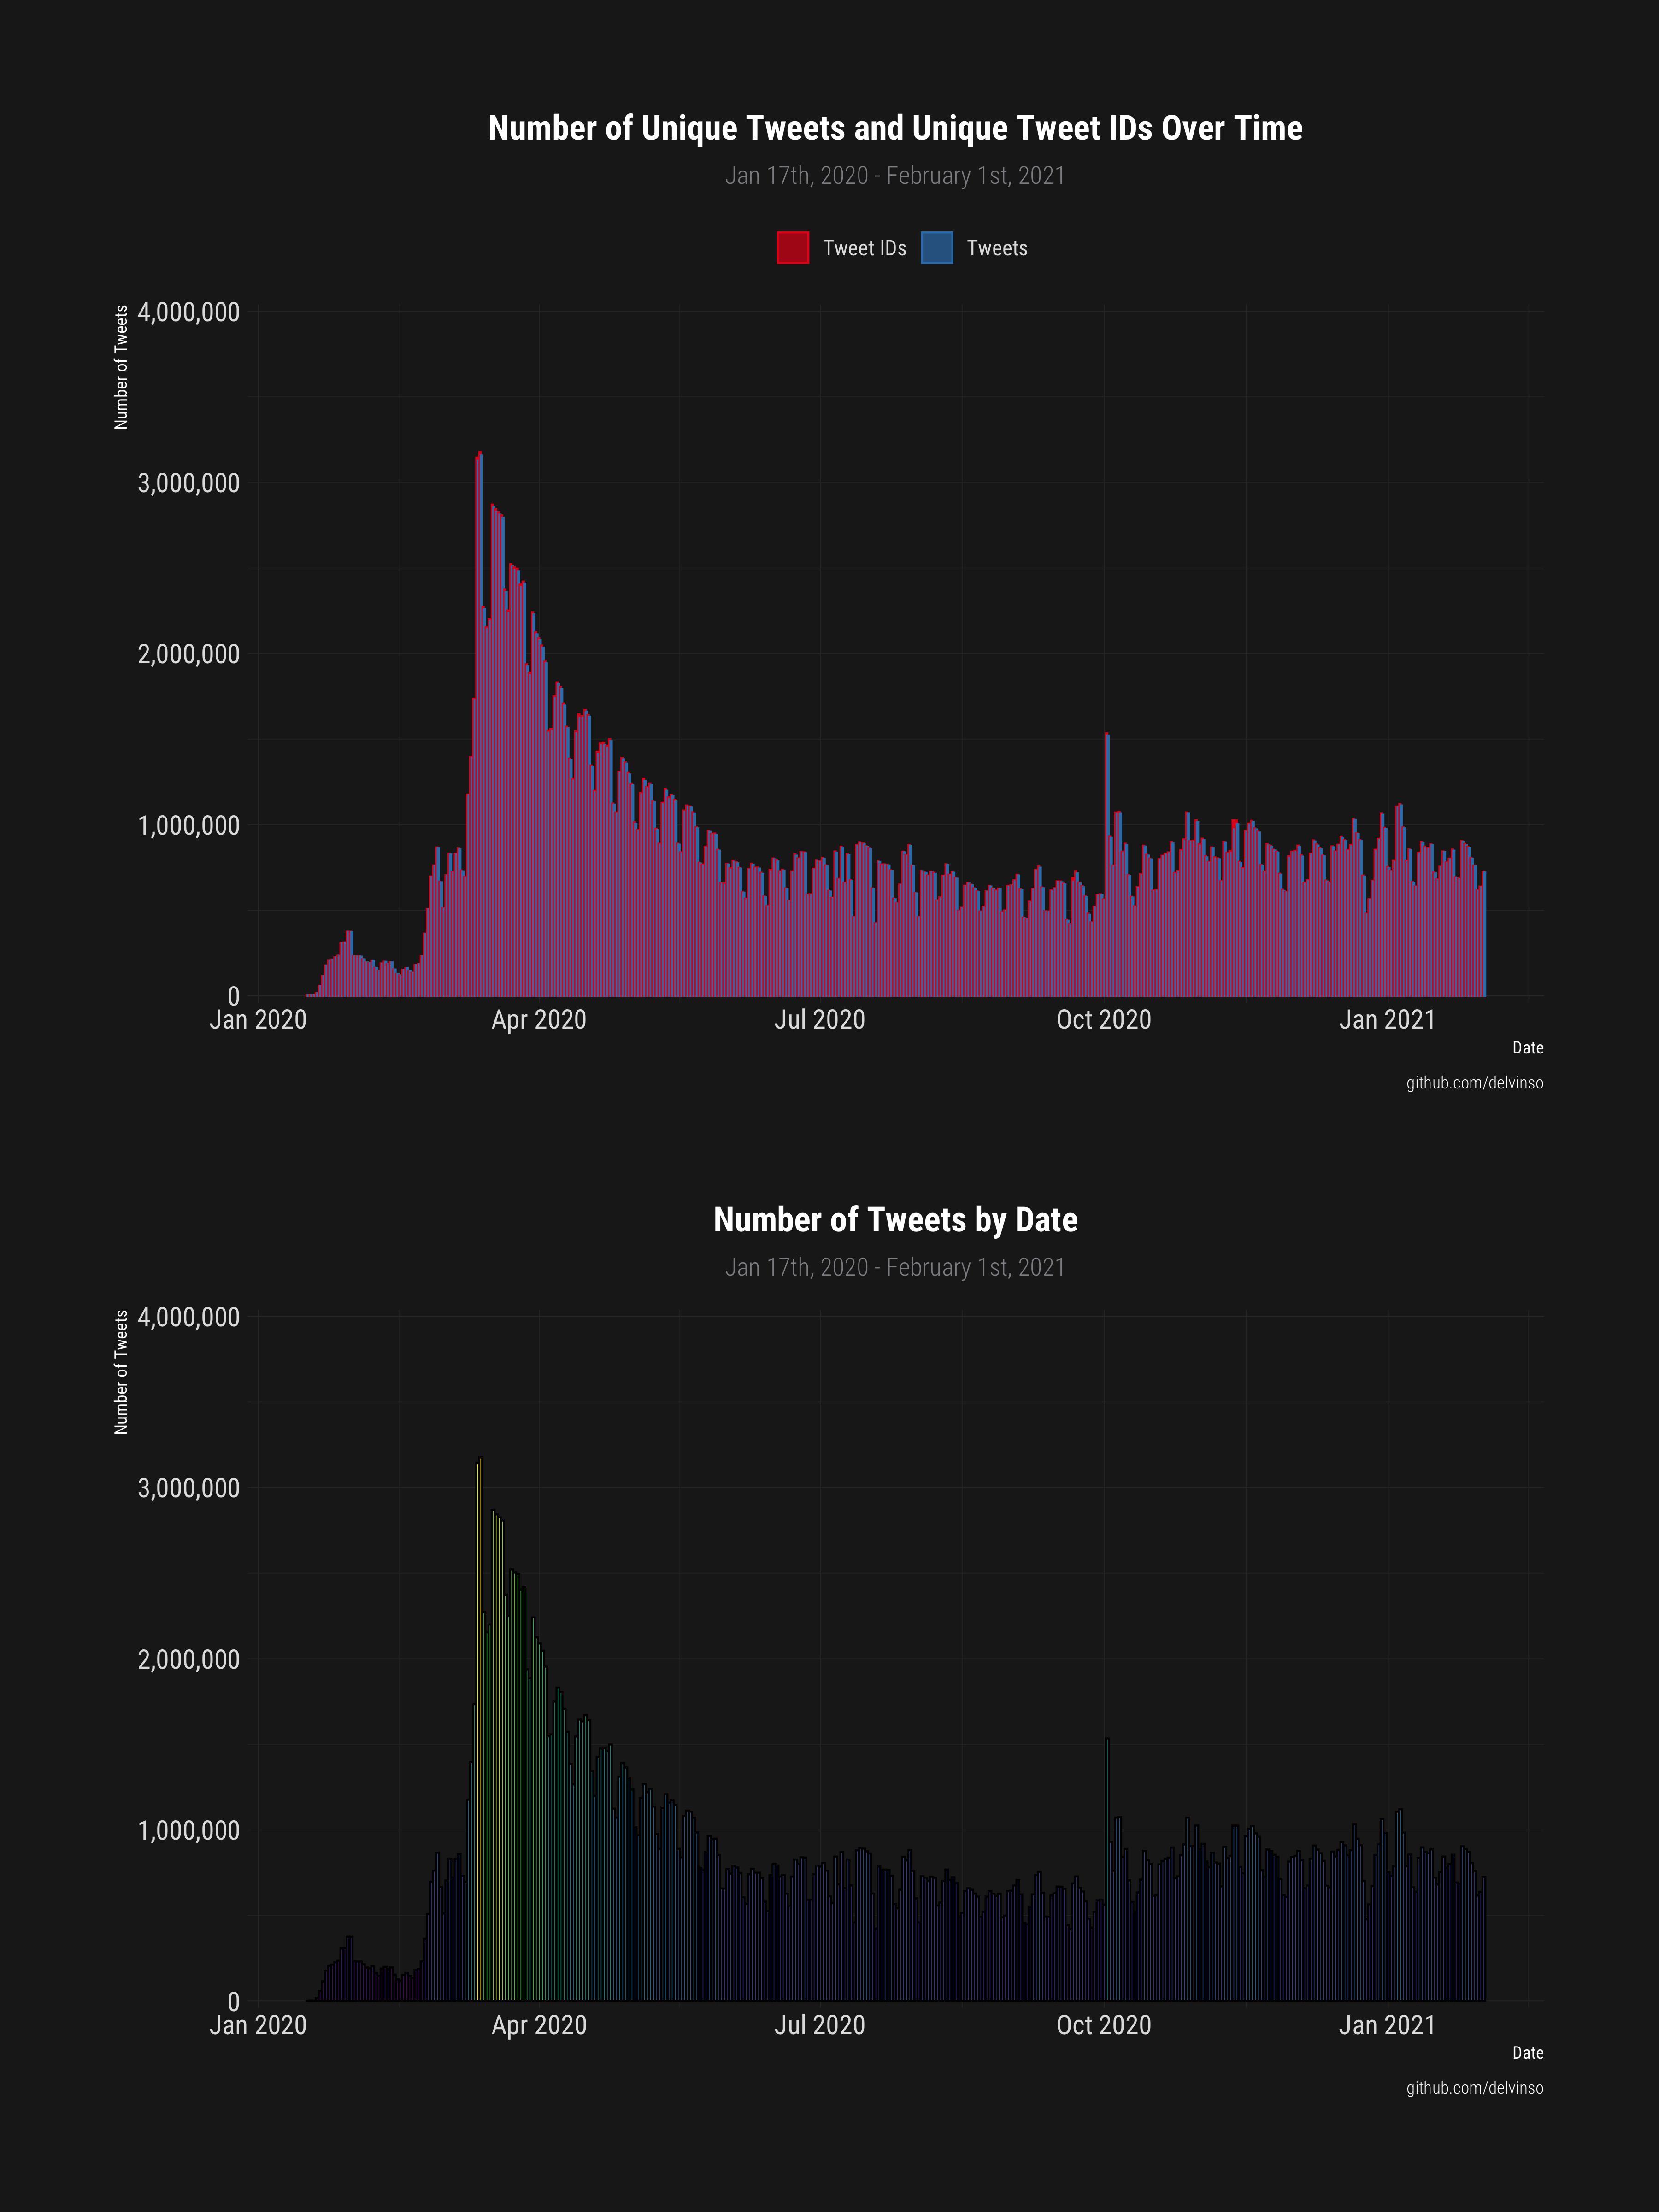 Number of Unique Tweets and Unique Tweet IDs Over Time
Jan 17th, 2020 - February 1st, 2021
Tweet IDs Tweets
Number of Tweets
4,000,000
3,000,000
2,000,000
1,000,000
0
Jan 2020 Apr 2020 Jul 2020 Oct 2020 Jan 2021
Date
github.com/delvinso
Number of Tweets by Date
Jan 17th, 2020 - February 1st, 2021
Number of Tweets
4,000,000
3,000,000
2,000,000
1,000,000
0
Jan 2020 Apr 2020 Jul 2020 Oct 2020 Jan 2021
Date
github.com/delvinso